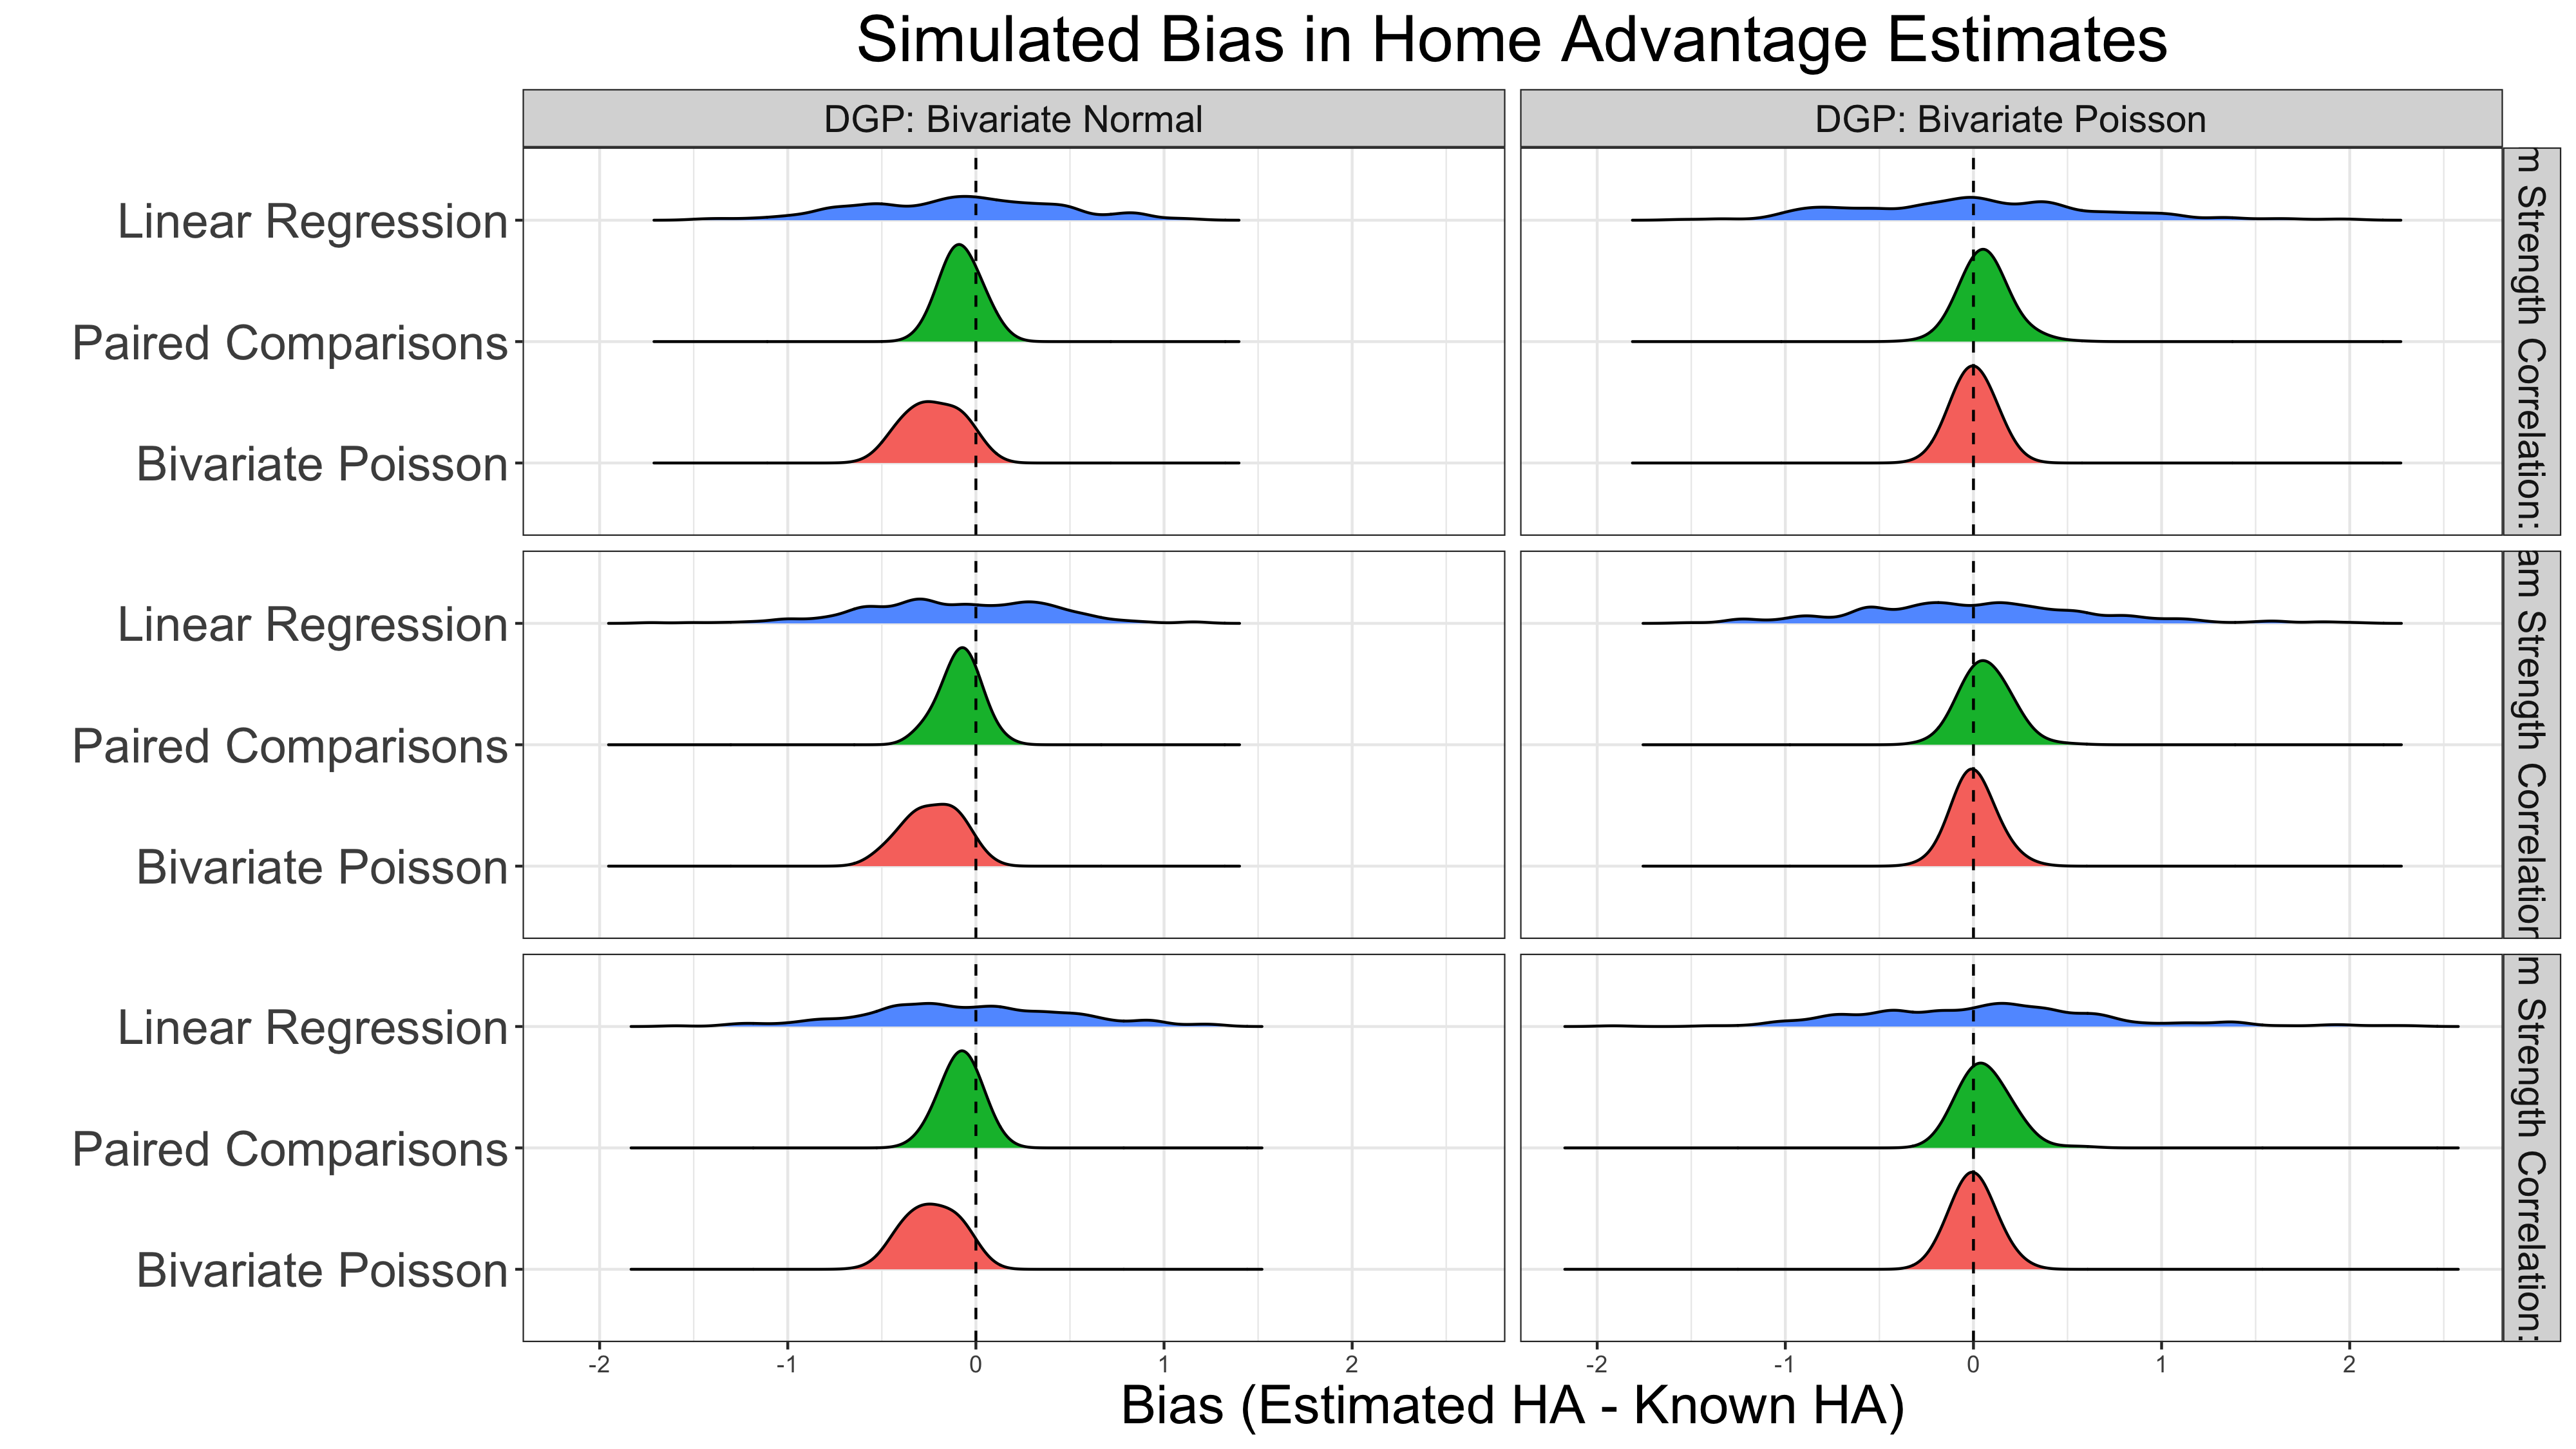 Simulated Bias in Home Advantage Estimates
DGP: Bivariate Normal
DGP: Bivariate Poisson
Linear Regression
Paired Comparisons
Bivariate Poisson
Strength Correlation:
Linear Regression
Paired Comparisons
Bivariate Poisson
Strength Correlation
Linear Regression
Paired Comparisons
Bivariate Poisson
Strength Correlation:
-2 -1 0 1 2
-2 -1 0 1 2
Bias (Estimated HA - Known HA)